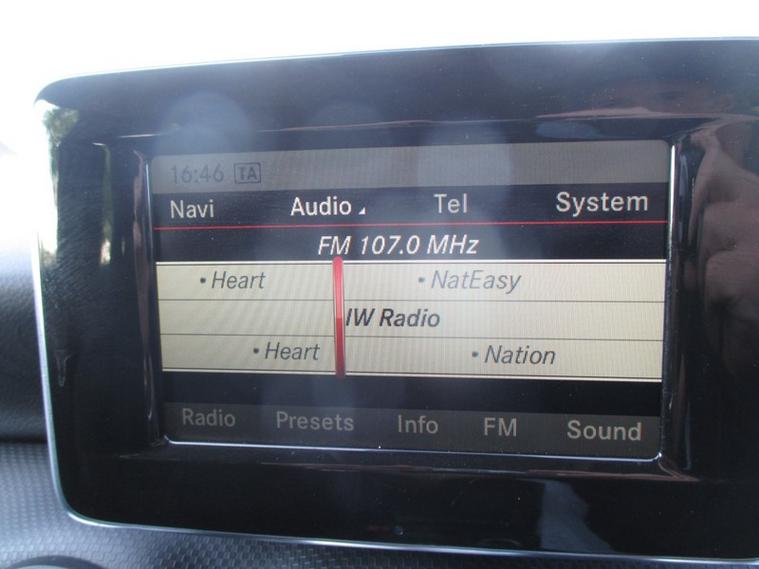 16:46 TA
Navi Audio Tel System
FM 107.0 MHz
• Heart • NatEasy
IW Radio
• Heart • Nation
Radio Presets Info FM Sound